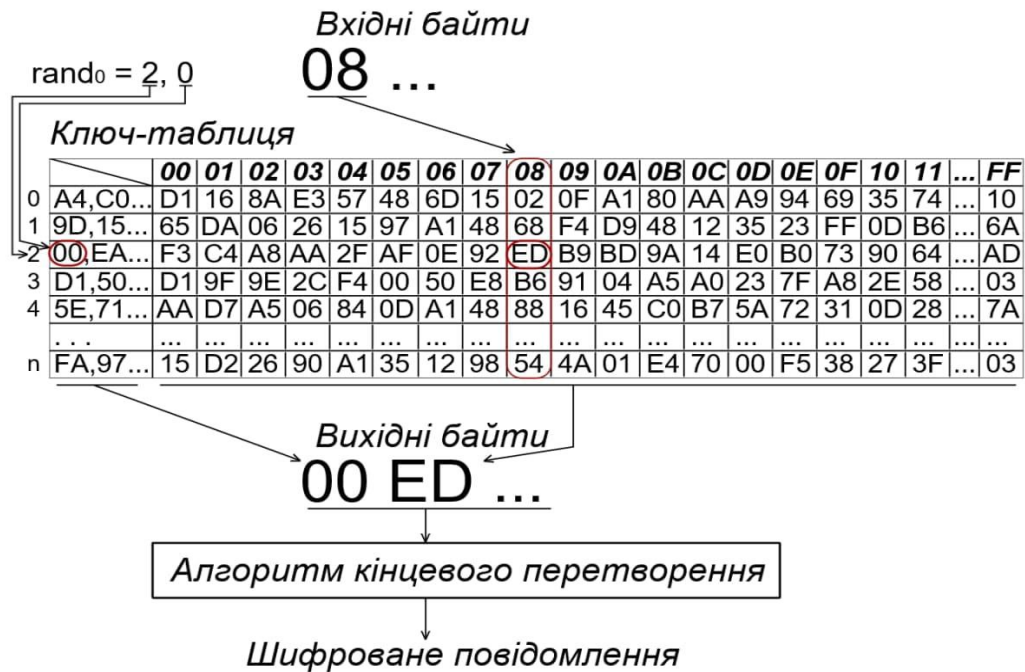 Вхідні байти
rand₀ = 2, 0
08 ...
Ключ-таблиця
00 01 02 03 04 05 06 07 08 09 0A 0B 0C 0D 0E 0F 10 11 ... FF
0 A4,C0... D1 16 8A E3 57 48 6D 15 02 0F A1 80 AA A9 94 69 35 74 ... 10
1 9D,15... 65 DA 06 26 15 97 A1 48 68 F4 D9 48 12 35 23 FF 0D B6 ... 6A
2 00,EA... F3 C4 A8 AA 2F AF 0E 92 ED B9 BD 9A 14 E0 B0 73 90 64 ... AD
3 D1,50... D1 9F 9E 2C F4 00 50 E8 B6 91 04 A5 A0 23 7F A8 2E 58 ... 03
4 5E,71... AA D7 A5 06 84 0D A1 48 88 16 45 C0 B7 5A 72 31 0D 28 ... 7A
. . . ... ... ... ... ... ... ... ... ... ... ... ... ... ... ... ... ... ... ... ...
n FA,97... 15 D2 26 90 A1 35 12 98 54 4A 01 E4 70 00 F5 38 27 3F ... 03
Вихідні байти
00 ED ...
Алгоритм кінцевого перетворення
Шифроване повідомлення